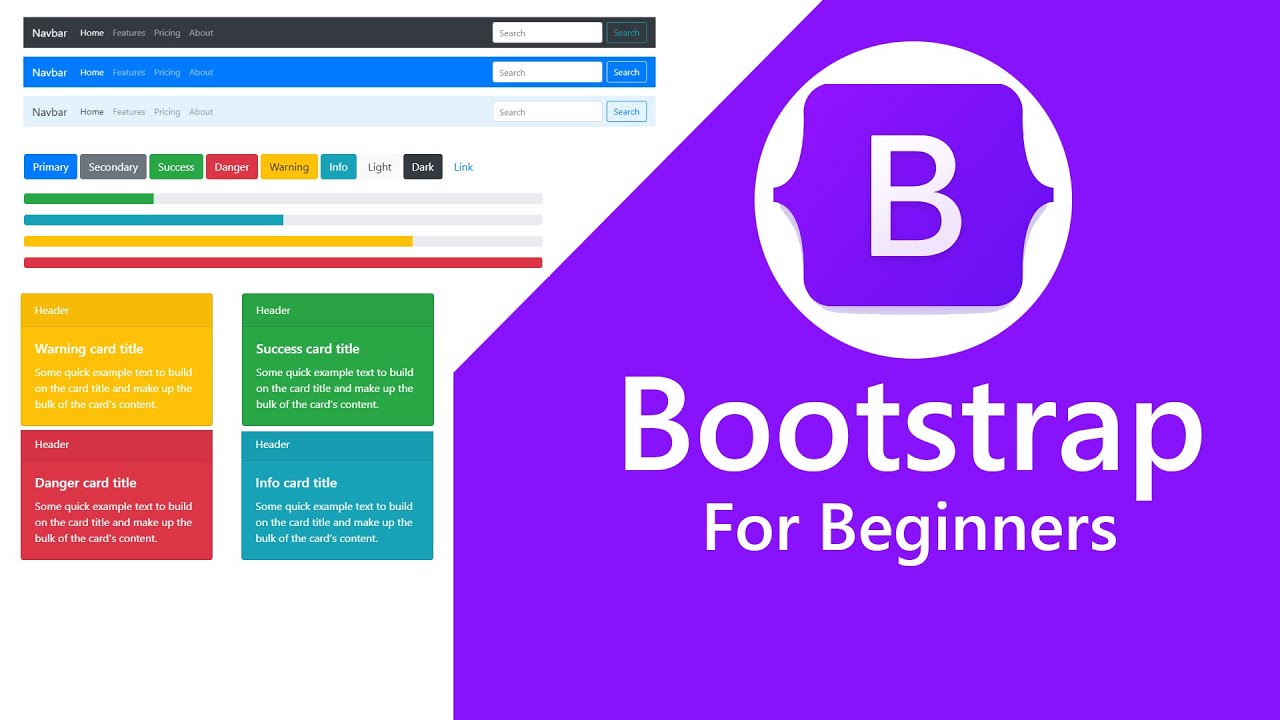 Navbar Home Features Pricing About Search Search
Navbar Home Features Pricing About Search Search
Navbar Home Features Pricing About Search Search
Primary Secondary Success Danger Warning Info Light Dark Link
Header
Warning card title
Some quick example text to build
on the card title and make up the
bulk of the card's content.
Header
Success card title
Some quick example text to build
on the card title and make up the
bulk of the card's content.
Header
Danger card title
Some quick example text to build
on the card title and make up the
bulk of the card's content.
Header
Info card title
Some quick example text to build
on the card title and make up the
bulk of the card's content.
B
Bootstrap
For Beginners